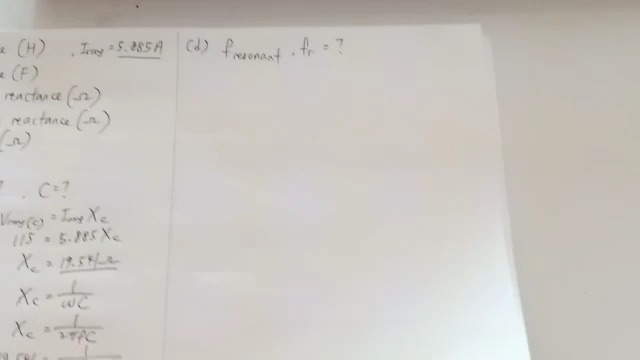 (H) , Irms = 5.885A
(F)
reactance (Ω)
reactance (Ω)
(Ω)
? , C = ?
Vrms(c) = Irms Xc
115 = 5.885 Xc
Xc = 19.541Ω
Xc = 1/ωC
Xc = 1/2πfC
(d) fresonant , fr = ?